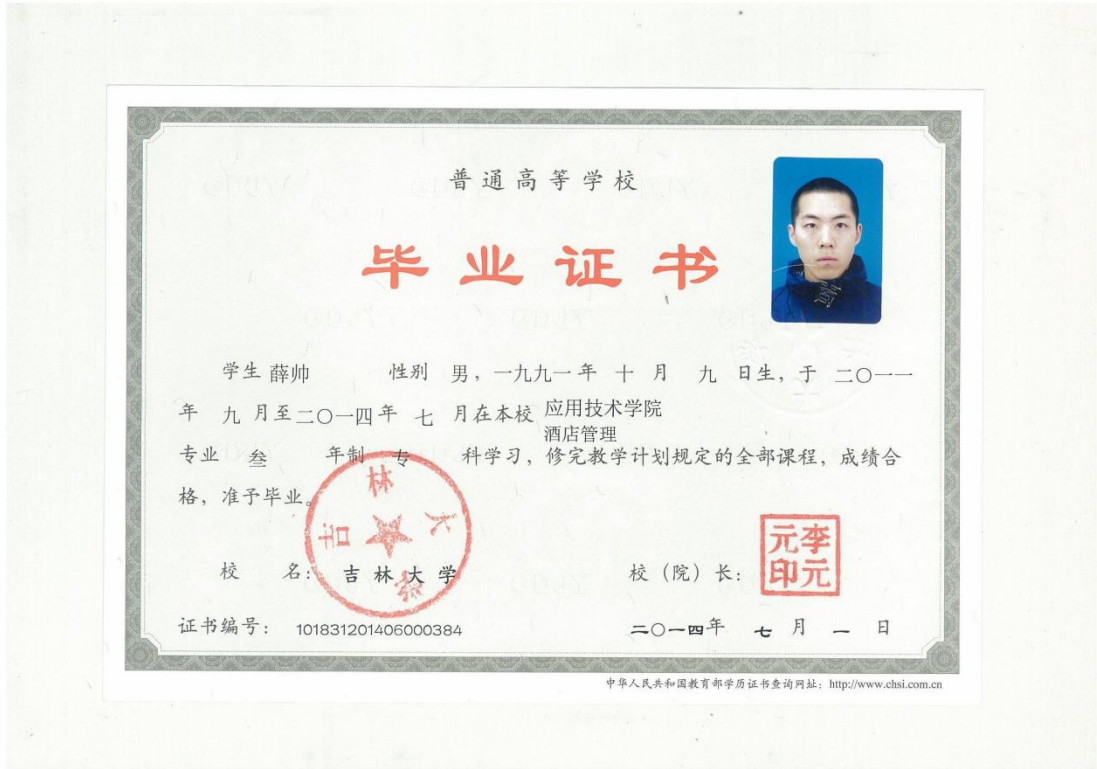 普通高等学校
毕业证书
学生 薛帅 性别 男，一九九一年 十 月 九 日生，于 二〇一一
年 九 月至二〇一四年 七 月在本校 应用技术学院
酒店管理
专业 叁 年制 专 科学习，修完教学计划规定的全部课程，成绩合
格，准予毕业。
吉林大学
校 名： 吉林大学 校（院）长： 李元元印
证书编号： 101831201406000384 二〇一四年 七 月 一 日
中华人民共和国教育部学历证书查询网址：http://www.chsi.com.cn